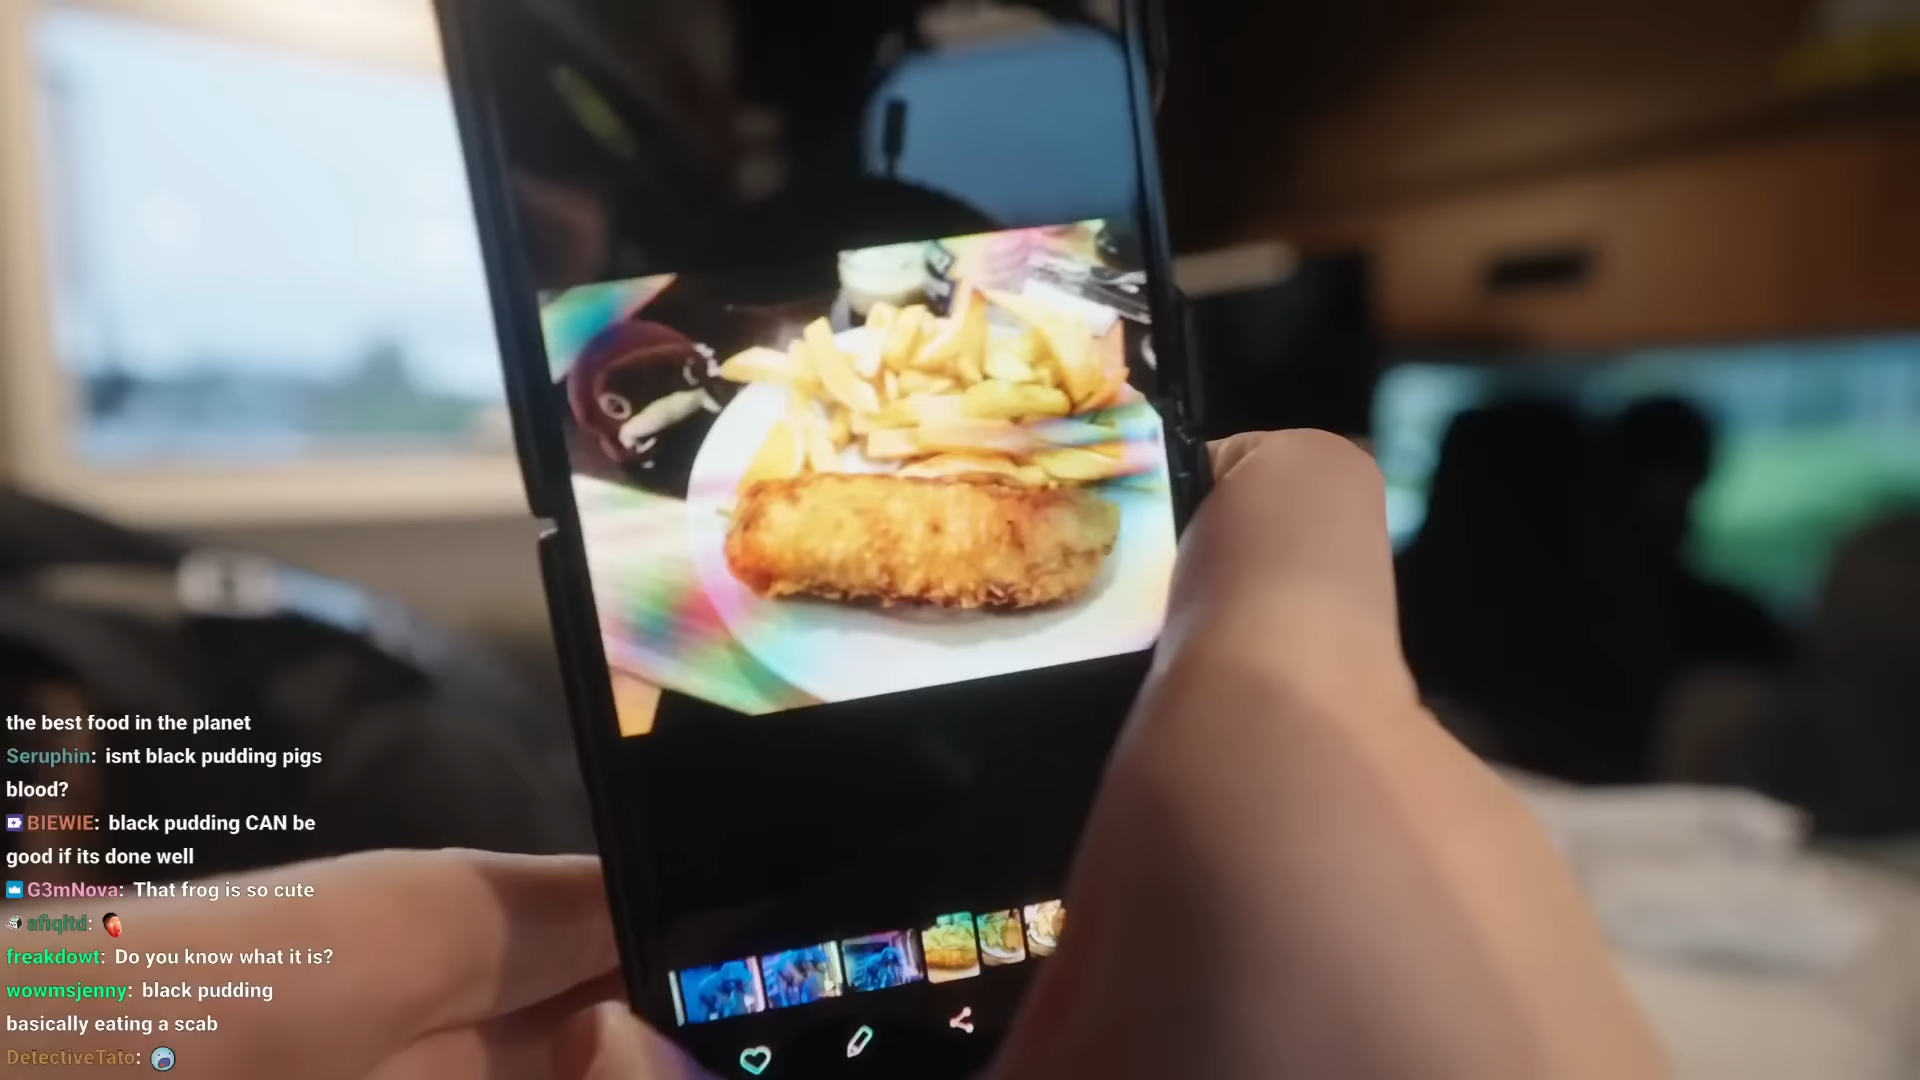 the best food in the planet
Seruphin: isnt black pudding pigs
blood?
BIEWIE: black pudding CAN be
good if its done well
G3mNova: That frog is so cute
afiqltd:
freakdowt: Do you know what it is?
wowmsjenny: black pudding
basically eating a scab
DetectiveTato: